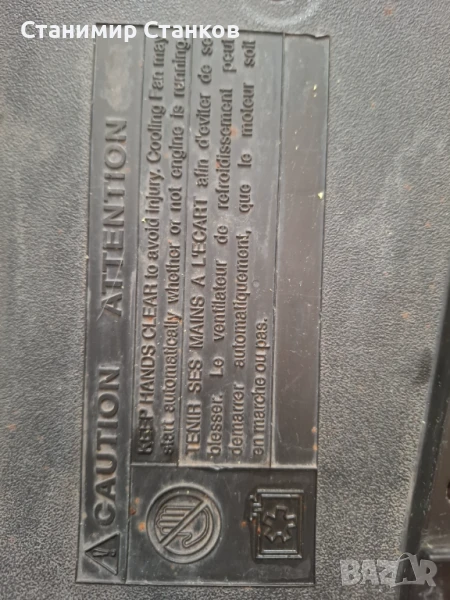 Станимир Станков
CAUTION ATTENTION
KEEP HANDS CLEAR to avoid injury. Cooling Fan may
start automatically whether or not engine is running
TENIR SES MAINS A L'ECART afin d'eviter de se
blesser. Le ventilateur de refroidissement peut
demarrer automatiquement, que le moteur soit
en marche ou pas.
BAZAR